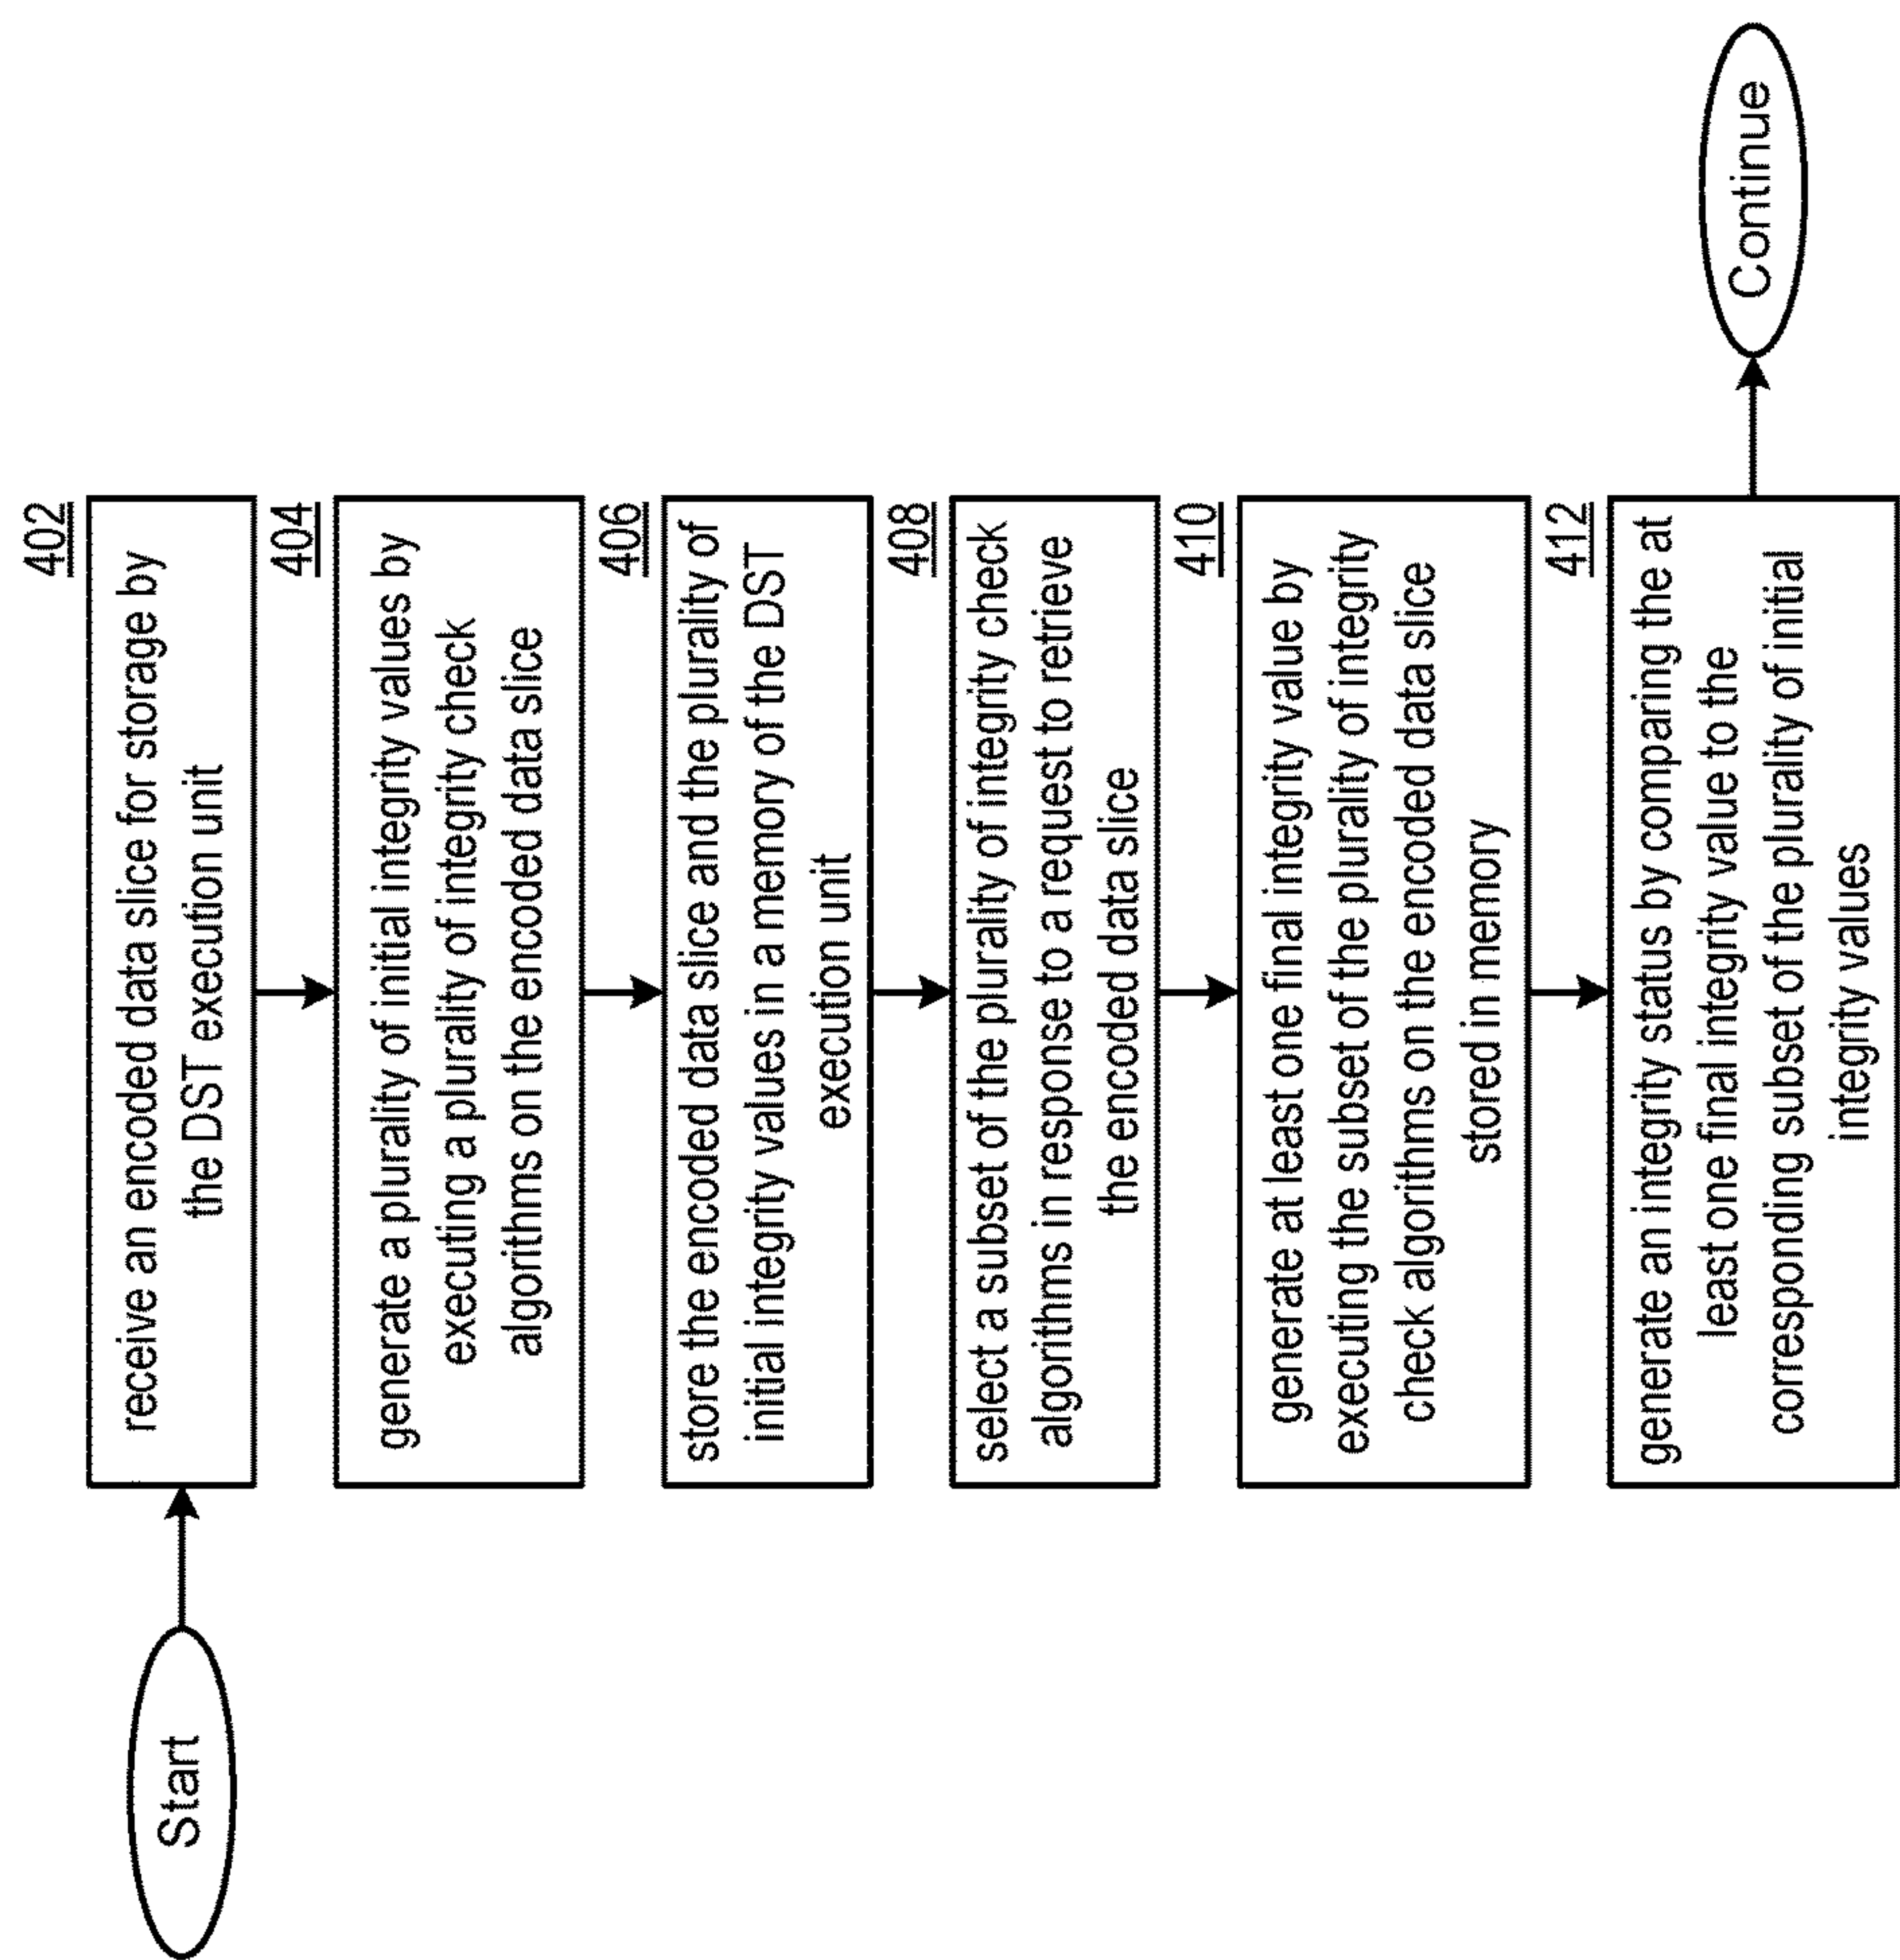 Start
402
receive an encoded data slice for storage by
the DST execution unit
404
generate a plurality of initial integrity values by
executing a plurality of integrity check
algorithms on the encoded data slice
406
store the encoded data slice and the plurality of
initial integrity values in a memory of the DST
execution unit
408
select a subset of the plurality of integrity check
algorithms in response to a request to retrieve
the encoded data slice
410
generate at least one final integrity value by
executing the subset of the plurality of integrity
check algorithms on the encoded data slice
stored in memory
412
generate an integrity status by comparing the at
least one final integrity value to the
corresponding subset of the plurality of initial
integrity values
Continue